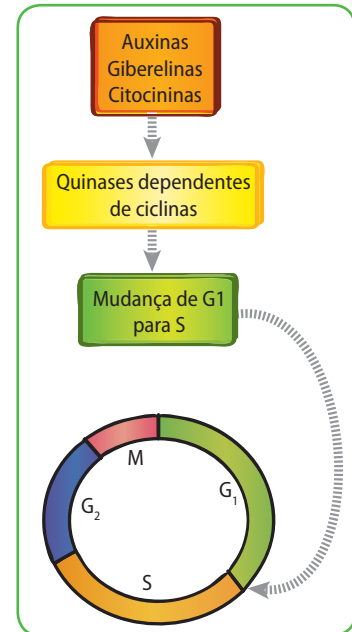 Auxinas
Giberelinas
Citocininas
Quinases dependentes
de ciclinas
Mudança de G1
para S
M
G₁
G₂
S